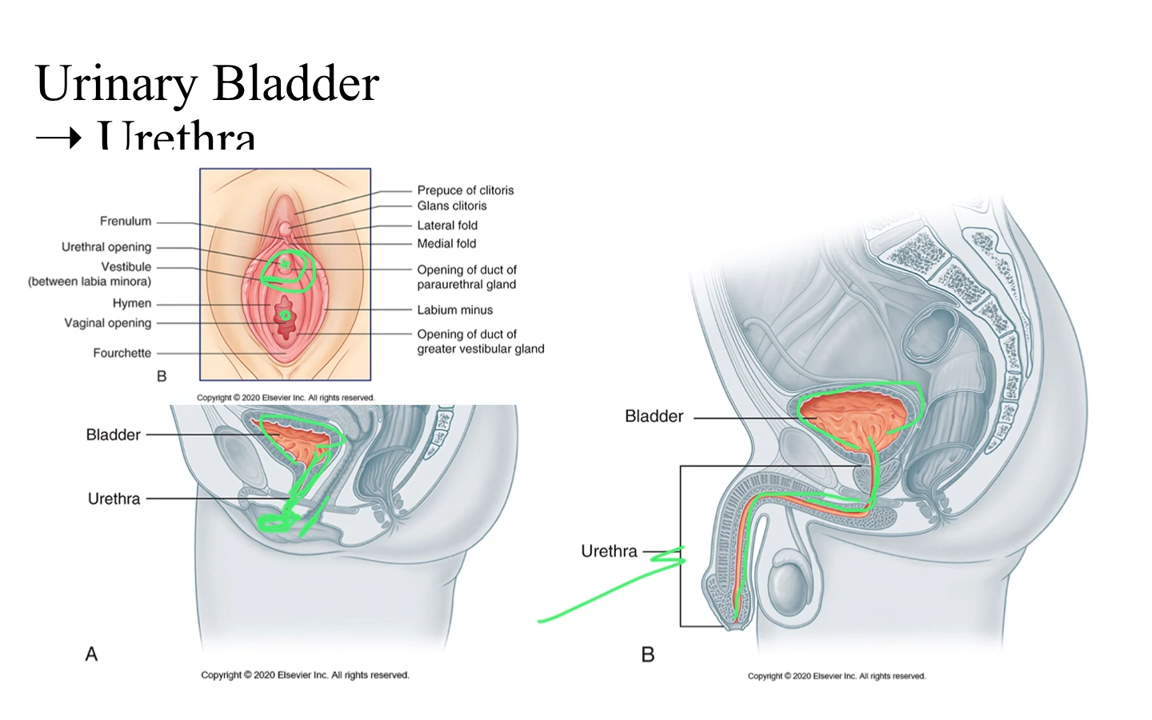 Urinary Bladder
→ Urethra
Prepuce of clitoris
Glans clitoris
Frenulum
Lateral fold
Urethral opening
Medial fold
Vestibule
(between labia minora)
Opening of duct of
paraurethral gland
Hymen
Labium minus
Vaginal opening
Opening of duct of
greater vestibular gland
Fourchette
B
Copyright © 2020 Elsevier Inc. All rights reserved.
Bladder
Urethra
A
Copyright © 2020 Elsevier Inc. All rights reserved.
Bladder
Urethra
B
Copyright © 2020 Elsevier Inc. All rights reserved.